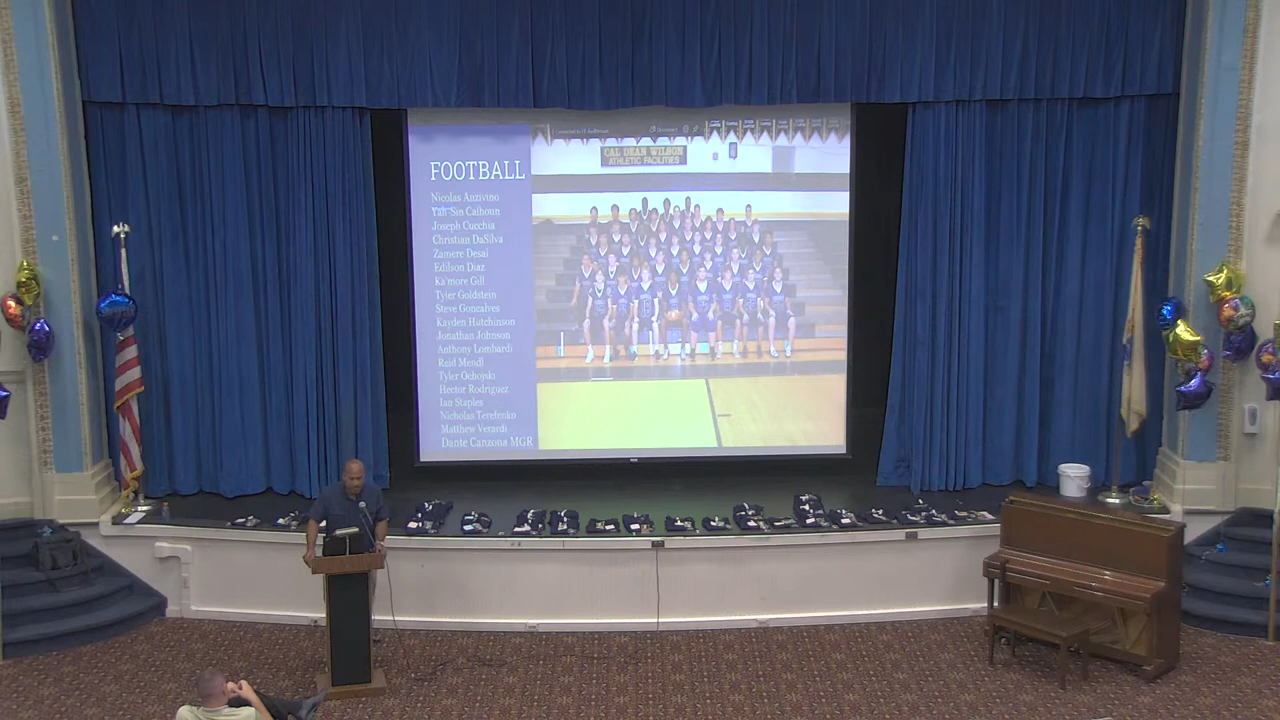 FOOTBALL
Nicolas Anzivino
Yah-Sin Calhoun
Joseph Cucchia
Christian DaSilva
Zamere Desai
Edilson Diaz
Ka'more Gill
Tyler Goldstein
Steve Goncalves
Kayden Hutchinson
Jonathan Johnson
Anthony Lombardi
Reid Mendl
Tyler Ochojski
Hector Rodriguez
Ian Staples
Nicholas Terefenko
Matthew Verardi
Dante Canzona MGR
CAL DEAN WILSON
ATHLETIC FACILITIES